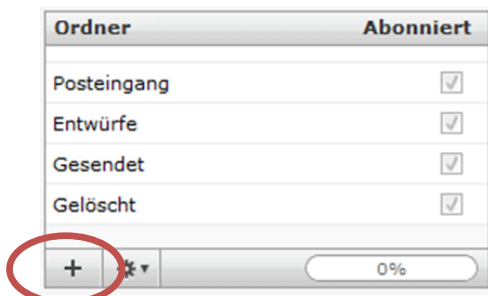 Ordner Abonniert
Posteingang
Entwürfe
Gesendet
Gelöscht
+ 0%